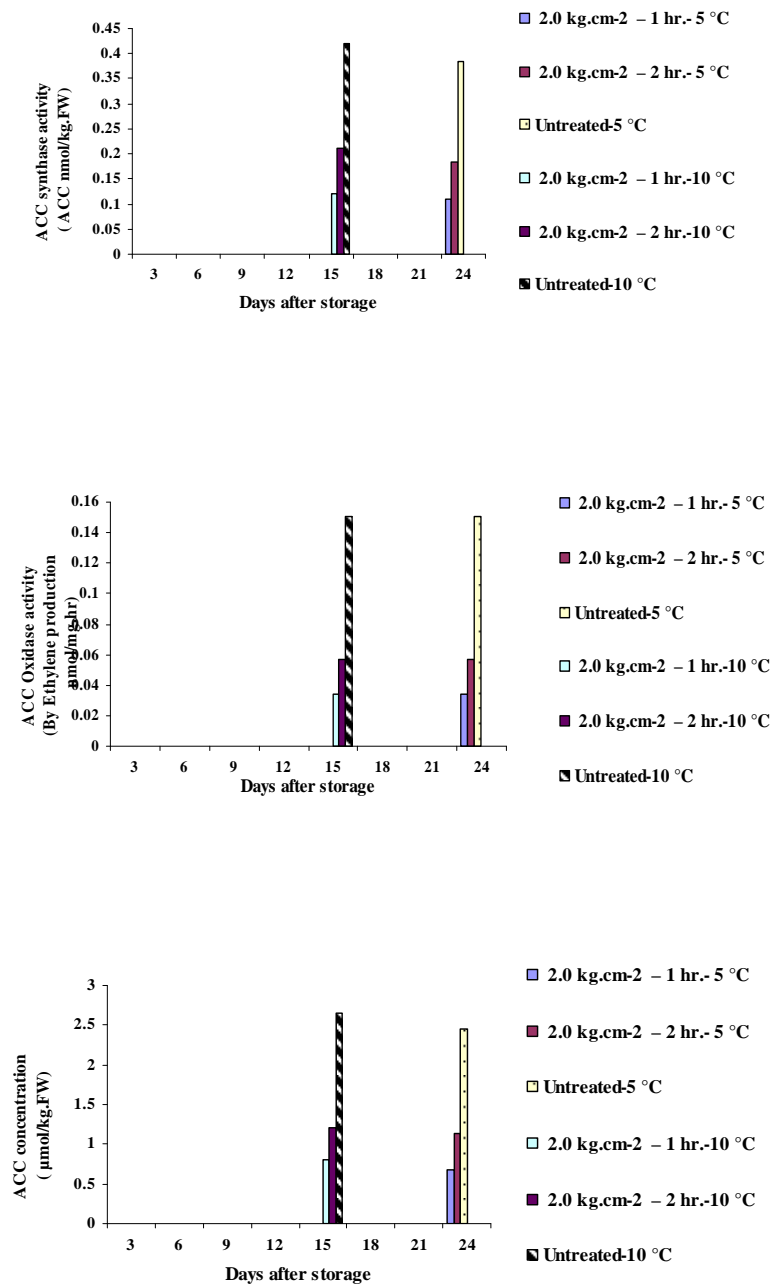 ACC synthase activity
( ACC nmol/kg.FW)
0.45
0.4
0.35
0.3
0.25
0.2
0.15
0.1
0.05
0
3 6 9 12 15 18 21 24
Days after storage
2.0 kg.cm-2 – 1 hr.- 5 °C
2.0 kg.cm-2 – 2 hr.- 5 °C
Untreated-5 °C
2.0 kg.cm-2 – 1 hr.-10 °C
2.0 kg.cm-2 – 2 hr.-10 °C
Untreated-10 °C
ACC Oxidase activity
(By Ethylene production
nmol/mg.hr)
0.16
0.14
0.12
0.1
0.08
0.06
0.04
0.02
0
3 6 9 12 15 18 21 24
Days after storage
2.0 kg.cm-2 – 1 hr.- 5 °C
2.0 kg.cm-2 – 2 hr.- 5 °C
Untreated-5 °C
2.0 kg.cm-2 – 1 hr.-10 °C
2.0 kg.cm-2 – 2 hr.-10 °C
Untreated-10 °C
ACC concentration
( µmol/kg.FW)
3
2.5
2
1.5
1
0.5
0
3 6 9 12 15 18 21 24
Days after storage
2.0 kg.cm-2 – 1 hr.- 5 °C
2.0 kg.cm-2 – 2 hr.- 5 °C
Untreated-5 °C
2.0 kg.cm-2 – 1 hr.-10 °C
2.0 kg.cm-2 – 2 hr.-10 °C
Untreated-10 °C